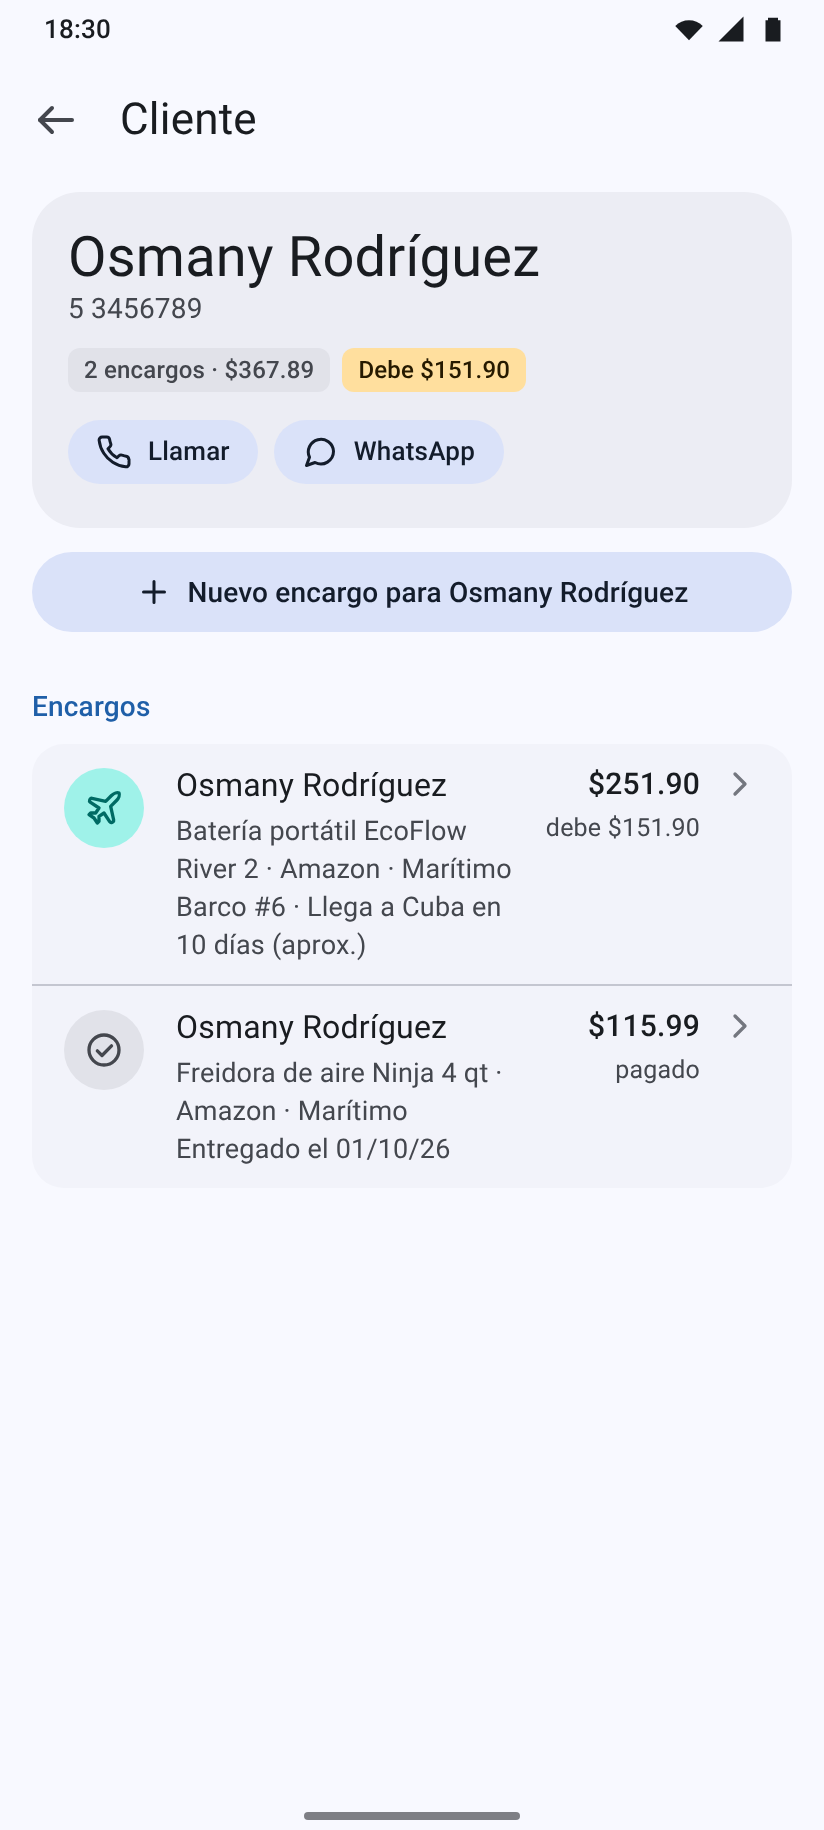 18:30
Cliente
Osmany Rodríguez
5 3456789
2 encargos · $367.89
Debe $151.90
Llamar
WhatsApp
Nuevo encargo para Osmany Rodríguez
Encargos
Osmany Rodríguez
$251.90
Batería portátil EcoFlow
debe $151.90
River 2 · Amazon · Marítimo
Barco #6 · Llega a Cuba en
10 días (aprox.)
Osmany Rodríguez
$115.99
Freidora de aire Ninja 4 qt ·
pagado
Amazon · Marítimo
Entregado el 01/10/26